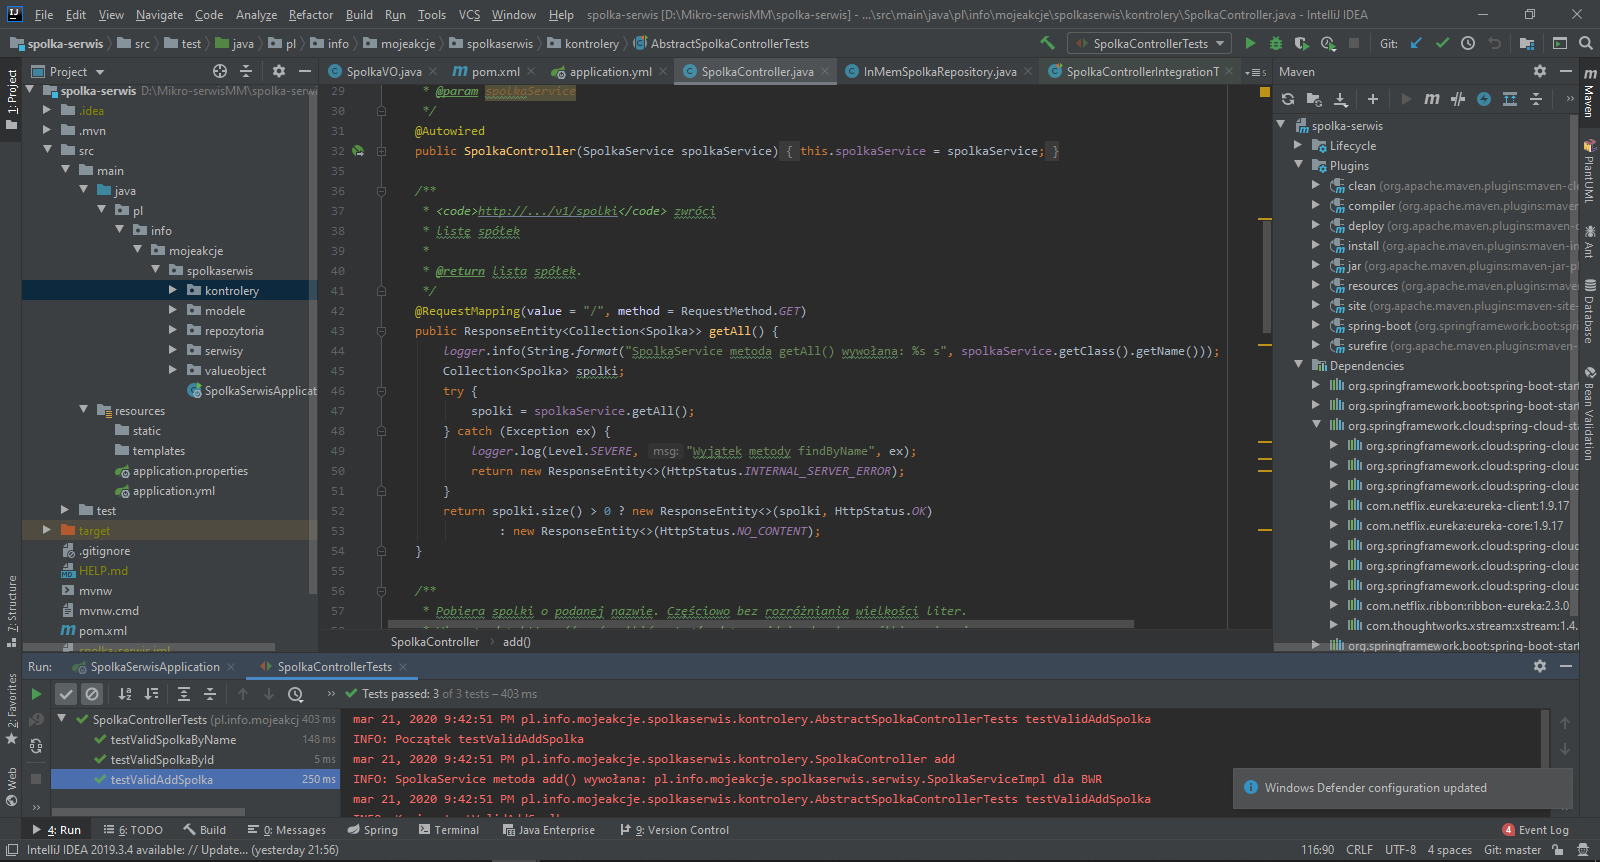 File Edit View Navigate Code Analyze Refactor Build Run Tools VCS Window Help spolka-serwis [D:\Mikro-serwisMM\spolka-serwis] - ...\src\main\java\pl\info\mojeakcje\spolkaserwis\kontrolery\SpolkaController.java - IntelliJ IDEA
spolka-serwis src test java pl info mojeakcje spolkaserwis kontrolery AbstractSpolkaControllerTests SpolkaControllerTests Git:
Project
SpolkaVO.java pom.xml application.yml SpolkaController.java InMemSpolkaRepository.java SpolkaControllerIntegrationT
Maven
1: Project
7: Structure
2: Favorites
Web
spolka-serwis D:\Mikro-serwisMM\spolka-serwi
.idea
.mvn
src
main
java
pl
info
mojeakcje
spolkaserwis
kontrolery
modele
repozytoria
serwisy
valueobject
SpolkaSerwisApplicat
resources
static
templates
application.properties
application.yml
test
target
.gitignore
HELP.md
mvnw
mvnw.cmd
pom.xml
spolka-serwis.iml
29 * @param spolkaService
30 */
31 @Autowired
32 public SpolkaController(SpolkaService spolkaService) { this.spolkaService = spolkaService; }
35
36 /**
37 * <code>http://.../v1/spolki</code> zwróci
38 * listę spółek
39 *
40 * @return lista spółek.
41 */
42 @RequestMapping(value = "/", method = RequestMethod.GET)
43 public ResponseEntity<Collection<Spolka>> getAll() {
44 logger.info(String.format("SpolkaService metoda getAll() wywołana: %s s", spolkaService.getClass().getName()));
45 Collection<Spolka> spolki;
46 try {
47 spolki = spolkaService.getAll();
48 } catch (Exception ex) {
49 logger.log(Level.SEVERE, msg: "Wyjątek metody findByName", ex);
50 return new ResponseEntity<>(HttpStatus.INTERNAL_SERVER_ERROR);
51 }
52 return spolki.size() > 0 ? new ResponseEntity<>(spolki, HttpStatus.OK)
53 : new ResponseEntity<>(HttpStatus.NO_CONTENT);
54 }
55
56 /**
57 * Pobiera spolki o podanej nazwie. Częściowo bez rozróżniania wielkości liter.
SpolkaController › add()
spolka-serwis
Lifecycle
Plugins
clean (org.apache.maven.plugins:maven-cl
compiler (org.apache.maven.plugins:maven
deploy (org.apache.maven.plugins:maven-c
install (org.apache.maven.plugins:maven-in
jar (org.apache.maven.plugins:maven-jar-pl
resources (org.apache.maven.plugins:maver
site (org.apache.maven.plugins:maven-site-
spring-boot (org.springframework.boot:spri
surefire (org.apache.maven.plugins:maven-
Dependencies
org.springframework.boot:spring-boot-start
org.springframework.boot:spring-boot-start
org.springframework.cloud:spring-cloud-st
org.springframework.cloud:spring-cloud
org.springframework.cloud:spring-cloud
org.springframework.cloud:spring-cloud
com.netflix.eureka:eureka-client:1.9.17
com.netflix.eureka:eureka-core:1.9.17
org.springframework.cloud:spring-cloud
org.springframework.cloud:spring-cloud
org.springframework.cloud:spring-cloud
com.netflix.ribbon:ribbon-eureka:2.3.0
com.thoughtworks.xstream:xstream:1.4.
org.springframework.boot:spring-boot-start
Maven
PlantUML
Ant
Database
Bean Validation
Run: SpolkaSerwisApplication SpolkaControllerTests
Tests passed: 3 of 3 tests – 403 ms
SpolkaControllerTests (pl.info.mojeakcj 403 ms
testValidSpolkaByName 148 ms
testValidSpolkaById 5 ms
testValidAddSpolka 250 ms
mar 21, 2020 9:42:51 PM pl.info.mojeakcje.spolkaserwis.kontrolery.AbstractSpolkaControllerTests testValidAddSpolka
INFO: Początek testValidAddSpolka
mar 21, 2020 9:42:51 PM pl.info.mojeakcje.spolkaserwis.kontrolery.SpolkaController add
INFO: SpolkaService metoda add() wywołana: pl.info.mojeakcje.spolkaserwis.serwisy.SpolkaServiceImpl dla BWR
mar 21, 2020 9:42:51 PM pl.info.mojeakcje.spolkaserwis.kontrolery.AbstractSpolkaControllerTests testValidAddSpolka
Windows Defender configuration updated
4: Run 6: TODO Build 0: Messages Spring Terminal Java Enterprise 9: Version Control 4 Event Log
IntelliJ IDEA 2019.3.4 available: // Update... (yesterday 21:56) 116:90 CRLF UTF-8 4 spaces Git: master